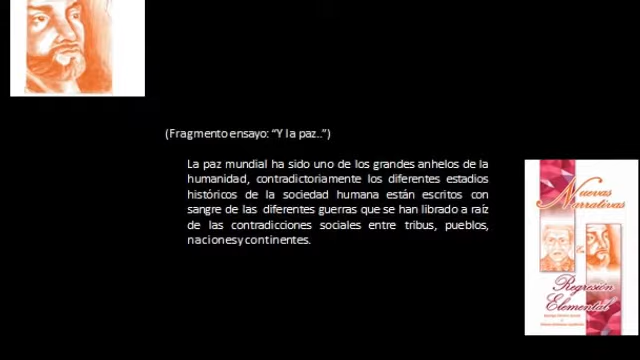 (Fragmento ensayo: “Y la paz..”)
La paz mundial ha sido uno de los grandes anhelos de la
humanidad, contradictoriamente los diferentes estadios
históricos de la sociedad humana están escritos con
sangre de las diferentes guerras que se han librado a raíz
de las contradicciones sociales entre tribus, pueblos,
naciones y continentes.
Nuevas
Narrativas
En
Regresión
Elemental